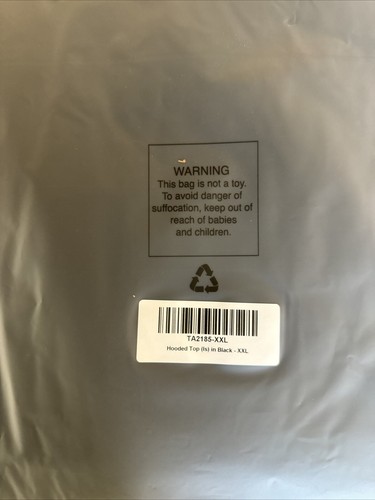 WARNING
This bag is not a toy.
To avoid danger of
suffocation, keep out of
reach of babies
and children.
TA2185-XXL
Hooded Top (ls) in Black - XXL